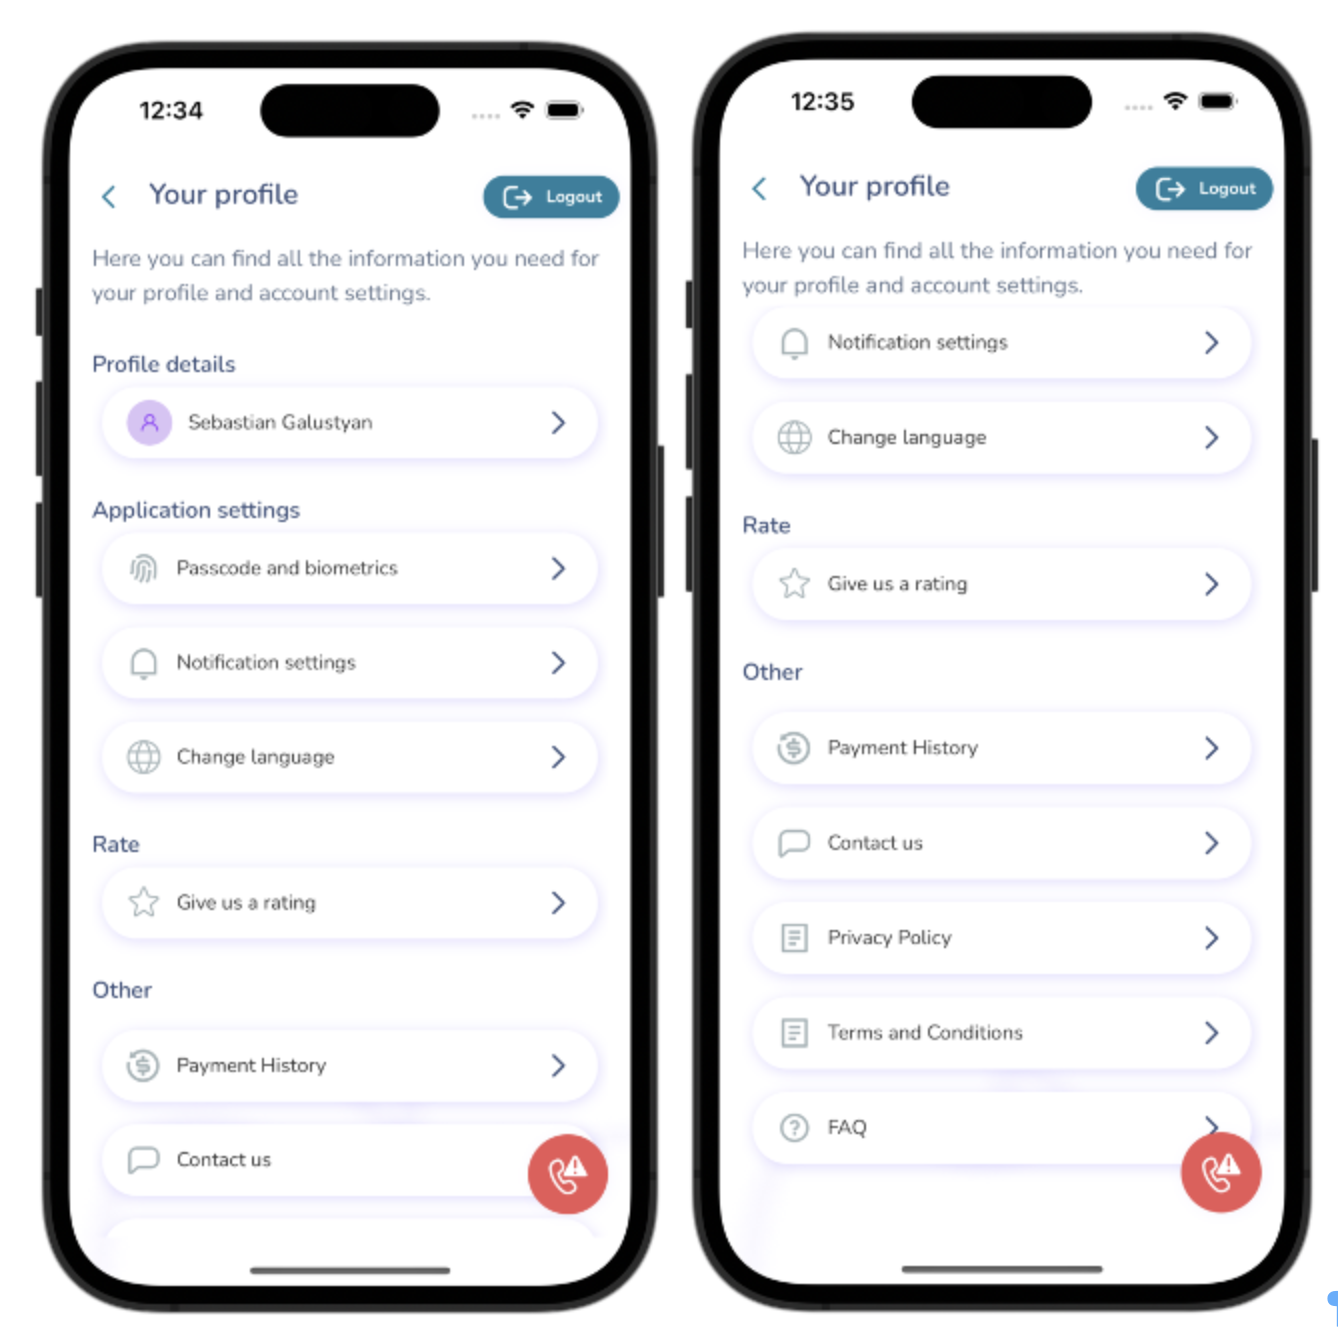 12:34
Your profile
Logout
Here you can find all the information you need for
your profile and account settings.
Profile details
Sebastian Galustyan
Application settings
Passcode and biometrics
Notification settings
Change language
Rate
Give us a rating
Other
Payment History
Contact us
12:35
Your profile
Logout
Here you can find all the information you need for
your profile and account settings.
Notification settings
Change language
Rate
Give us a rating
Other
Payment History
Contact us
Privacy Policy
Terms and Conditions
FAQ